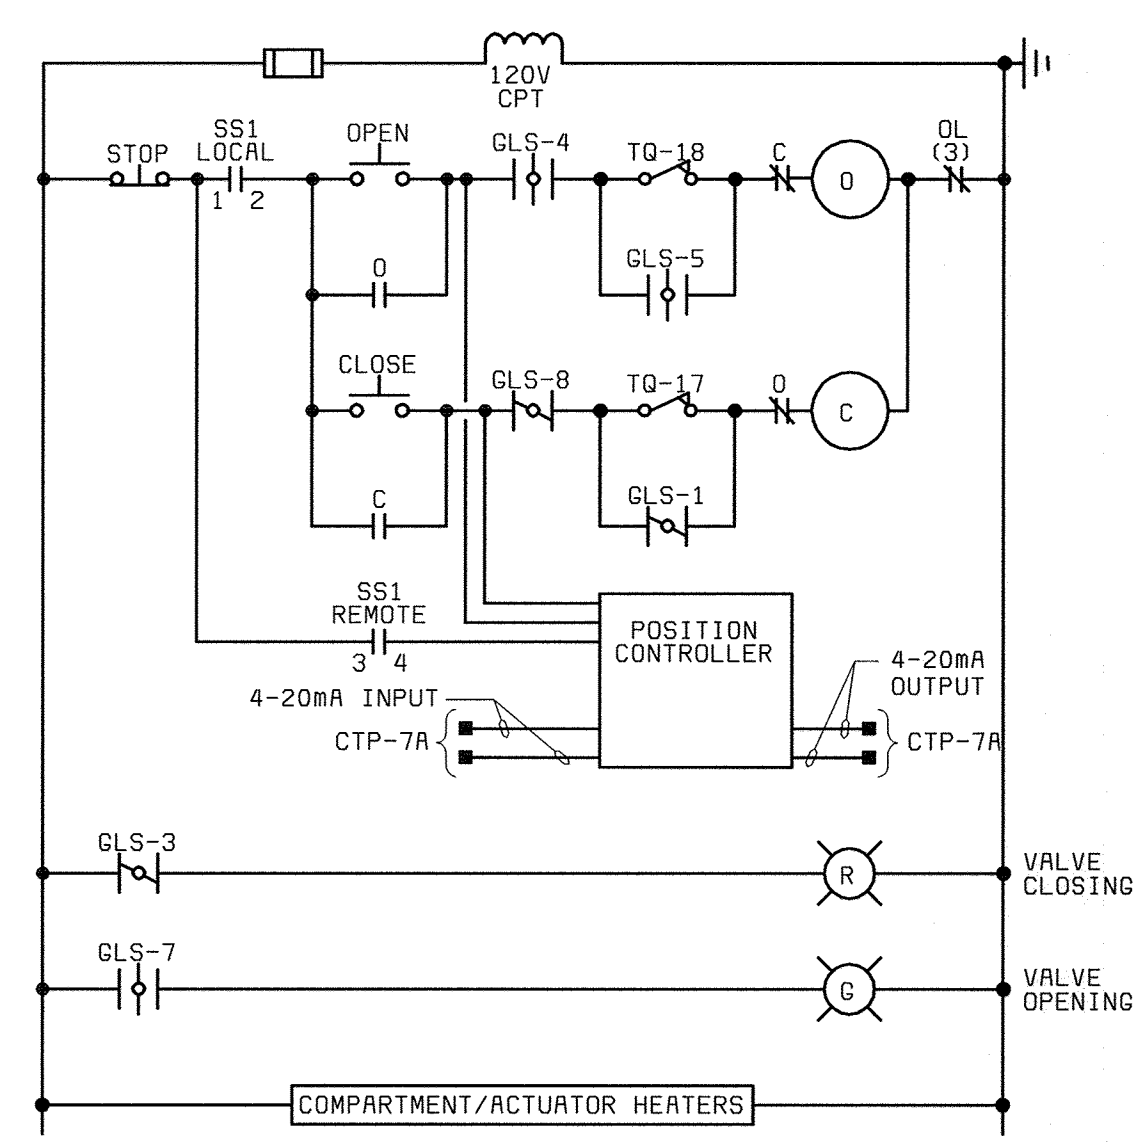 120V
CPT
STOP
SS1
LOCAL
1 2
OPEN
GLS-4
TQ-18
C
O
OL
(3)
O
GLS-5
CLOSE
GLS-8
TQ-17
O
C
C
GLS-1
SS1
REMOTE
3 4
POSITION
CONTROLLER
4-20mA INPUT
CTP-7A
4-20mA
OUTPUT
CTP-7A
GLS-3
R
VALVE
CLOSING
GLS-7
G
VALVE
OPENING
COMPARTMENT/ACTUATOR HEATERS